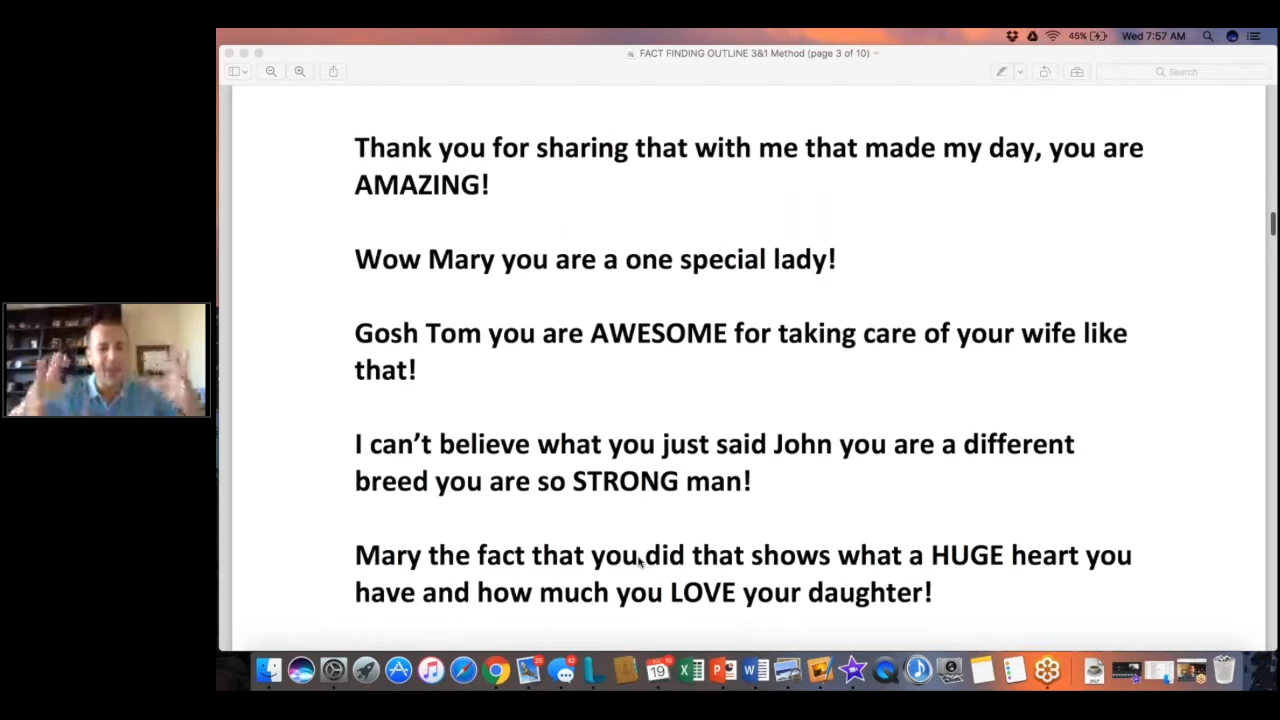 45%
Wed 7:57 AM
FACT FINDING OUTLINE 3&1 Method (page 3 of 10)
Search
Thank you for sharing that with me that made my day, you are
AMAZING!
Wow Mary you are a one special lady!
Gosh Tom you are AWESOME for taking care of your wife like
that!
I can’t believe what you just said John you are a different
breed you are so STRONG man!
Mary the fact that you did that shows what a HUGE heart you
have and how much you LOVE your daughter!
19